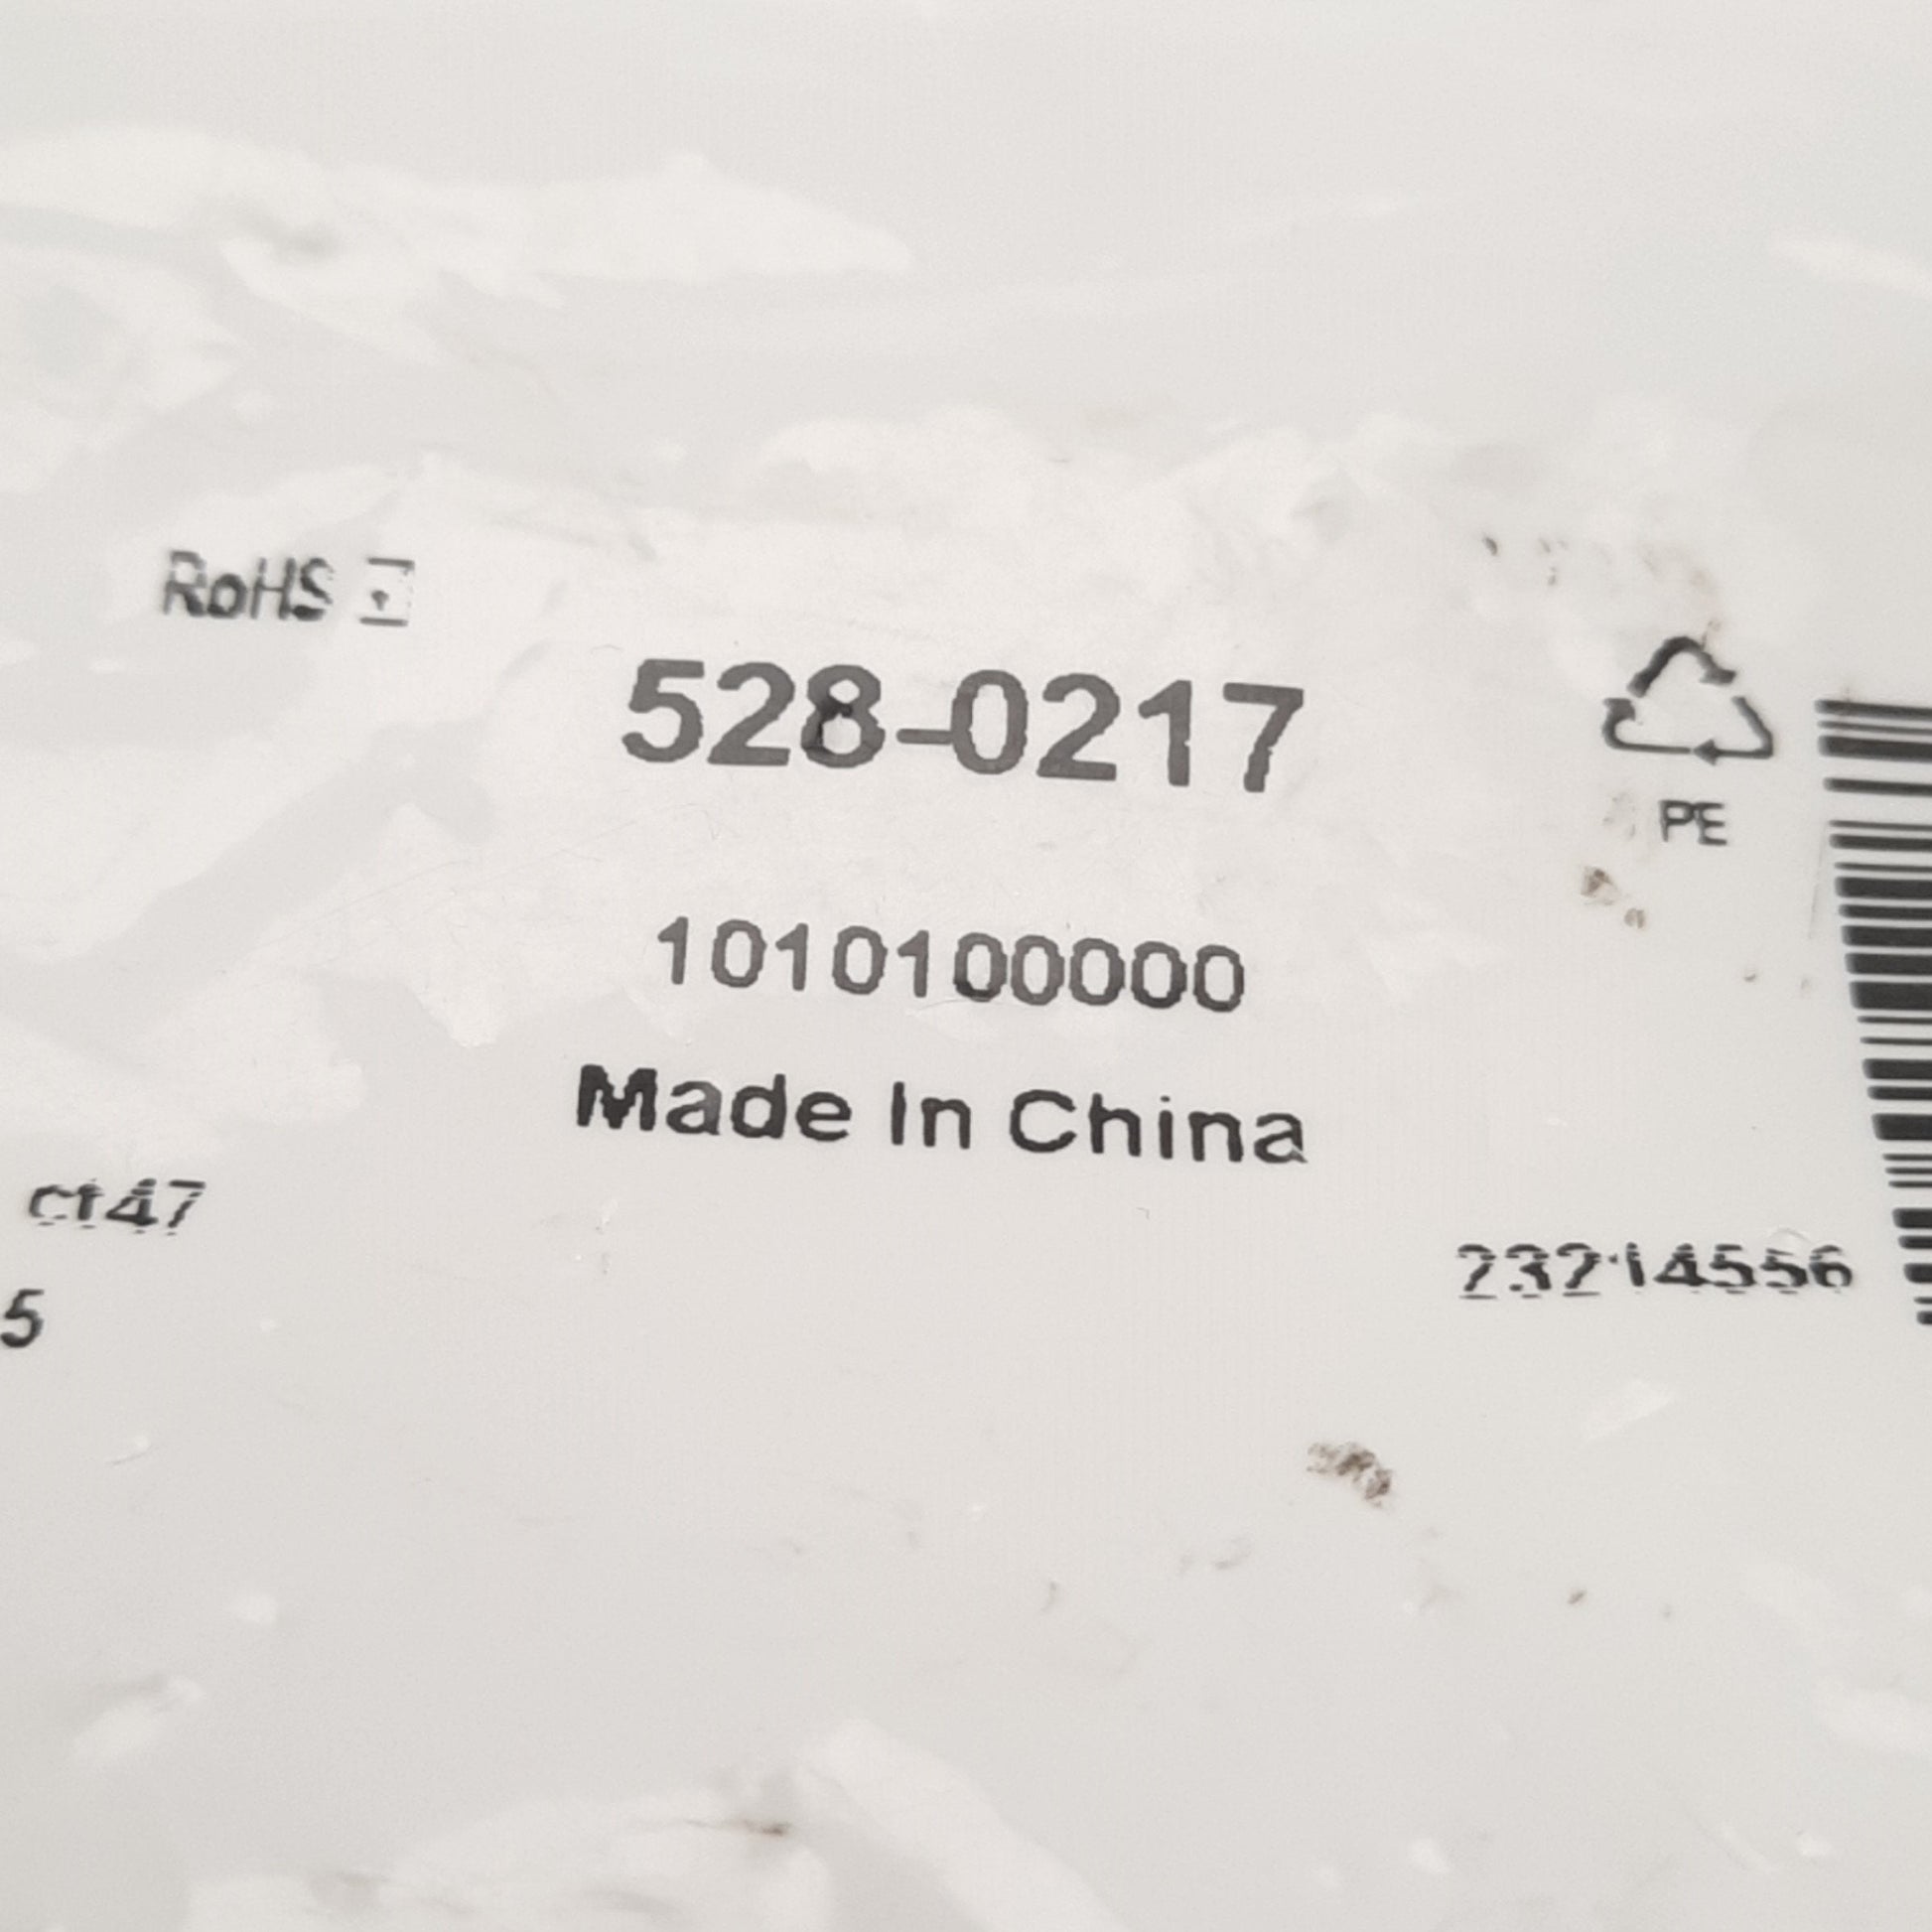 RoHS
528-0217
PE
1010100000
Made In China
ct47
23214556
5